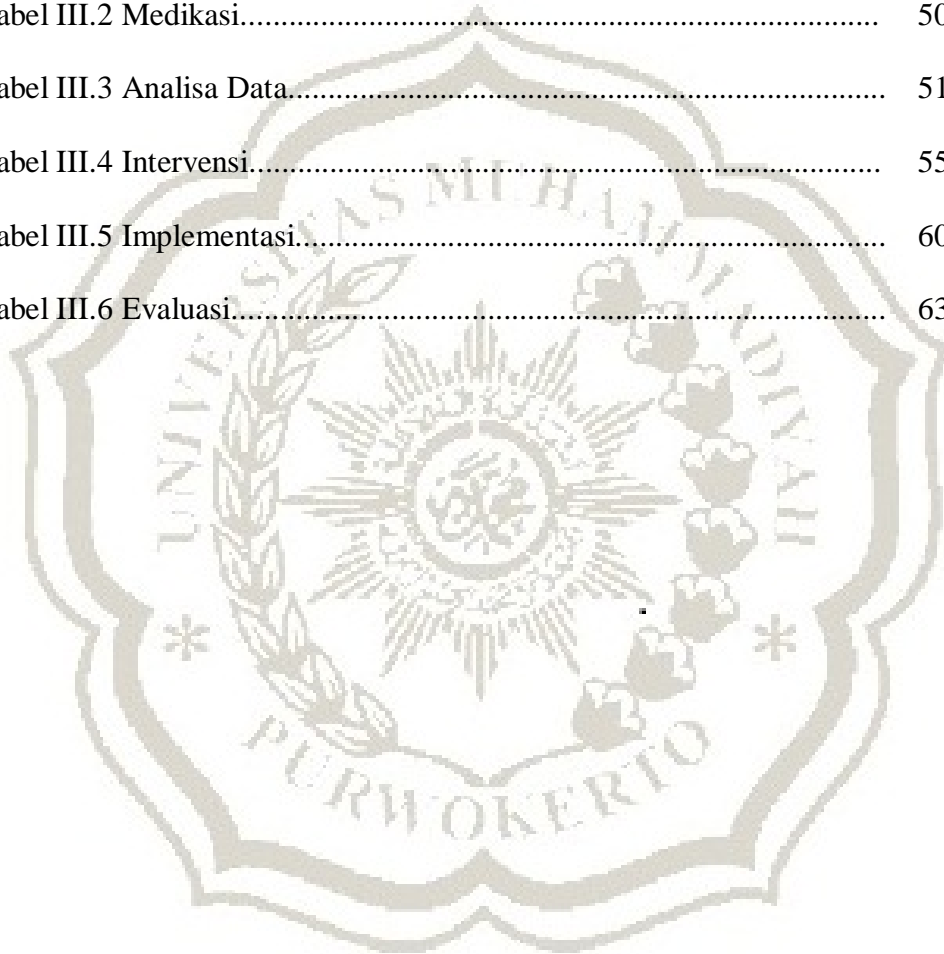 abel III.2 Medikasi............................................................................... 50
abel III.3 Analisa Data........................................................................... 51
abel III.4 Intervensi............................................................................... 55
abel III.5 Implementasi.......................................................................... 60
abel III.6 Evaluasi.................................................................................. 63
UNIVERSITAS MUHAMMADIYAH
PURWOKERTO